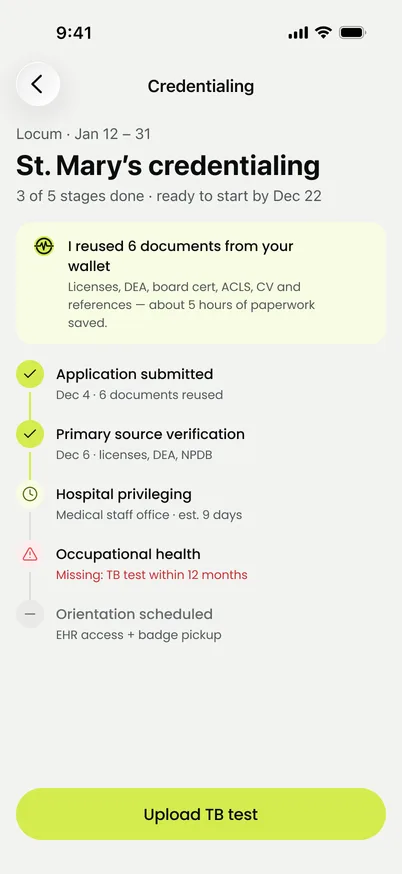 9:41
Credentialing
Locum · Jan 12 – 31
St. Mary’s credentialing
3 of 5 stages done · ready to start by Dec 22
I reused 6 documents from your
wallet
Licenses, DEA, board cert, ACLS, CV and
references — about 5 hours of paperwork
saved.
Application submitted
Dec 4 · 6 documents reused
Primary source verification
Dec 6 · licenses, DEA, NPDB
Hospital privileging
Medical staff office · est. 9 days
Occupational health
Missing: TB test within 12 months
Orientation scheduled
EHR access + badge pickup
Upload TB test